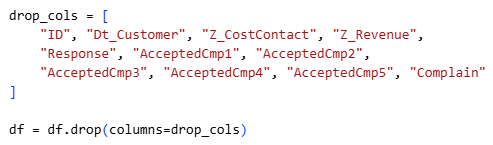 drop_cols = [
    "ID", "Dt_Customer", "Z_CostContact", "Z_Revenue",
    "Response", "AcceptedCmp1", "AcceptedCmp2",
    "AcceptedCmp3", "AcceptedCmp4", "AcceptedCmp5", "Complain"
]

df = df.drop(columns=drop_cols)